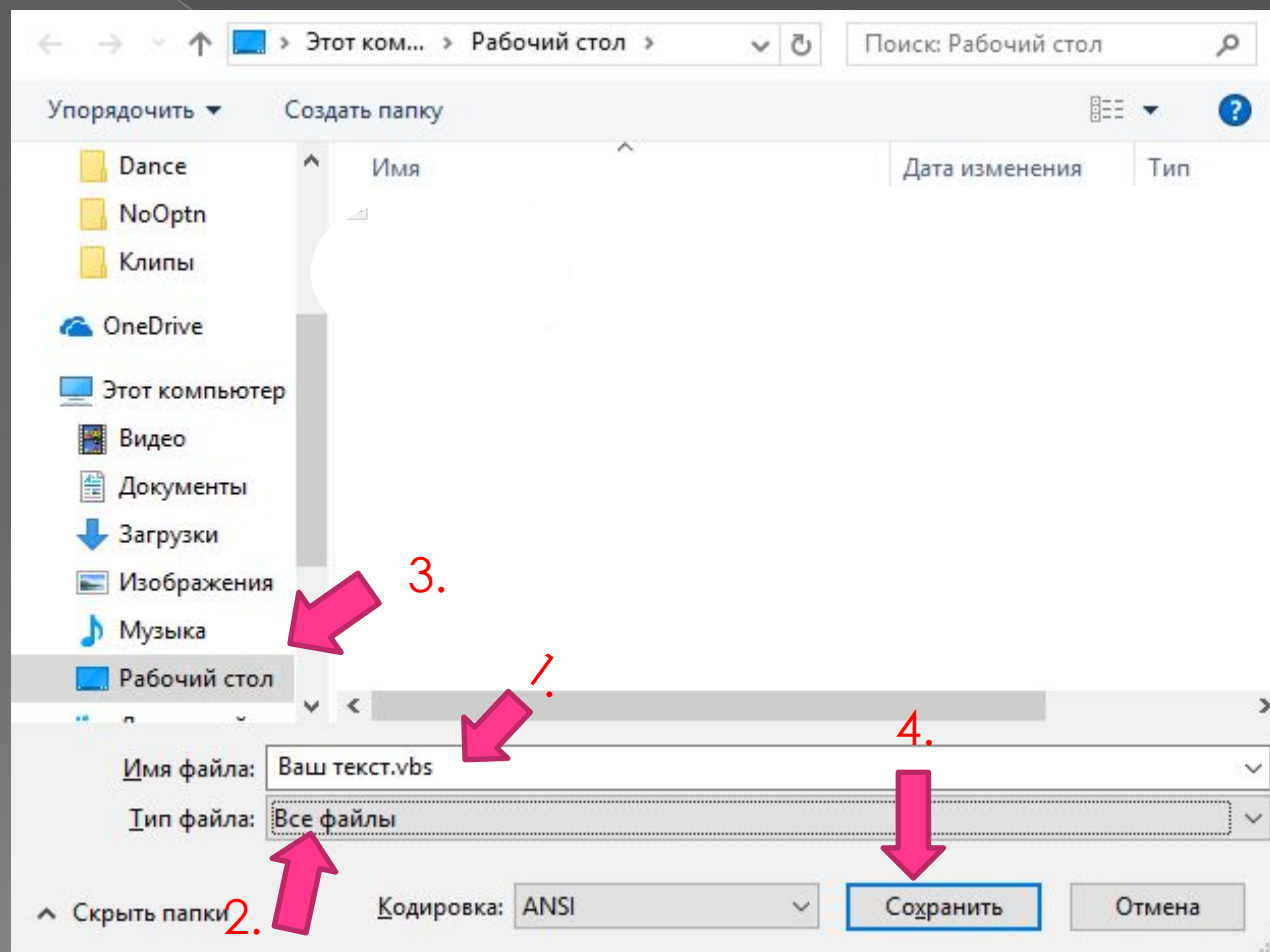 Этот ком... › Рабочий стол ›
Поиск: Рабочий стол
Упорядочить
Создать папку
?
Имя
Дата изменения
Тип
Dance
NoOptn
Клипы
OneDrive
Этот компьютер
Видео
Документы
Загрузки
Изображения
Музыка
Рабочий стол
3.
1.
4.
Имя файла: Ваш текст.vbs
Тип файла: Все файлы
2.
Скрыть папки
Кодировка: ANSI
Сохранить
Отмена